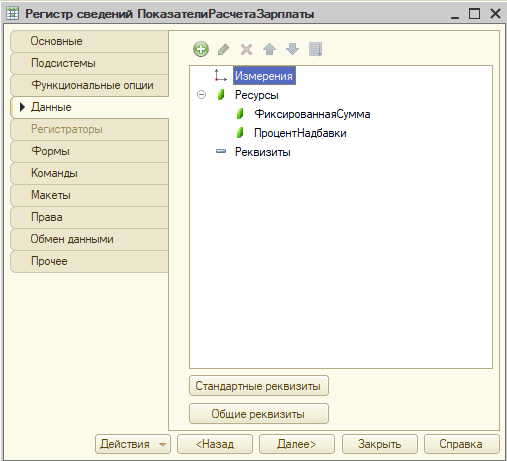 Регистр сведений ПоказателиРасчетаЗарплаты
Основные
Подсистемы
Функциональные опции
Данные
Регистраторы
Формы
Команды
Макеты
Права
Обмен данными
Прочее
Измерения
Ресурсы
ФиксированнаяСумма
ПроцентНадбавки
Реквизиты
Стандартные реквизиты
Общие реквизиты
Действия
<Назад
Далее>
Закрыть
Справка